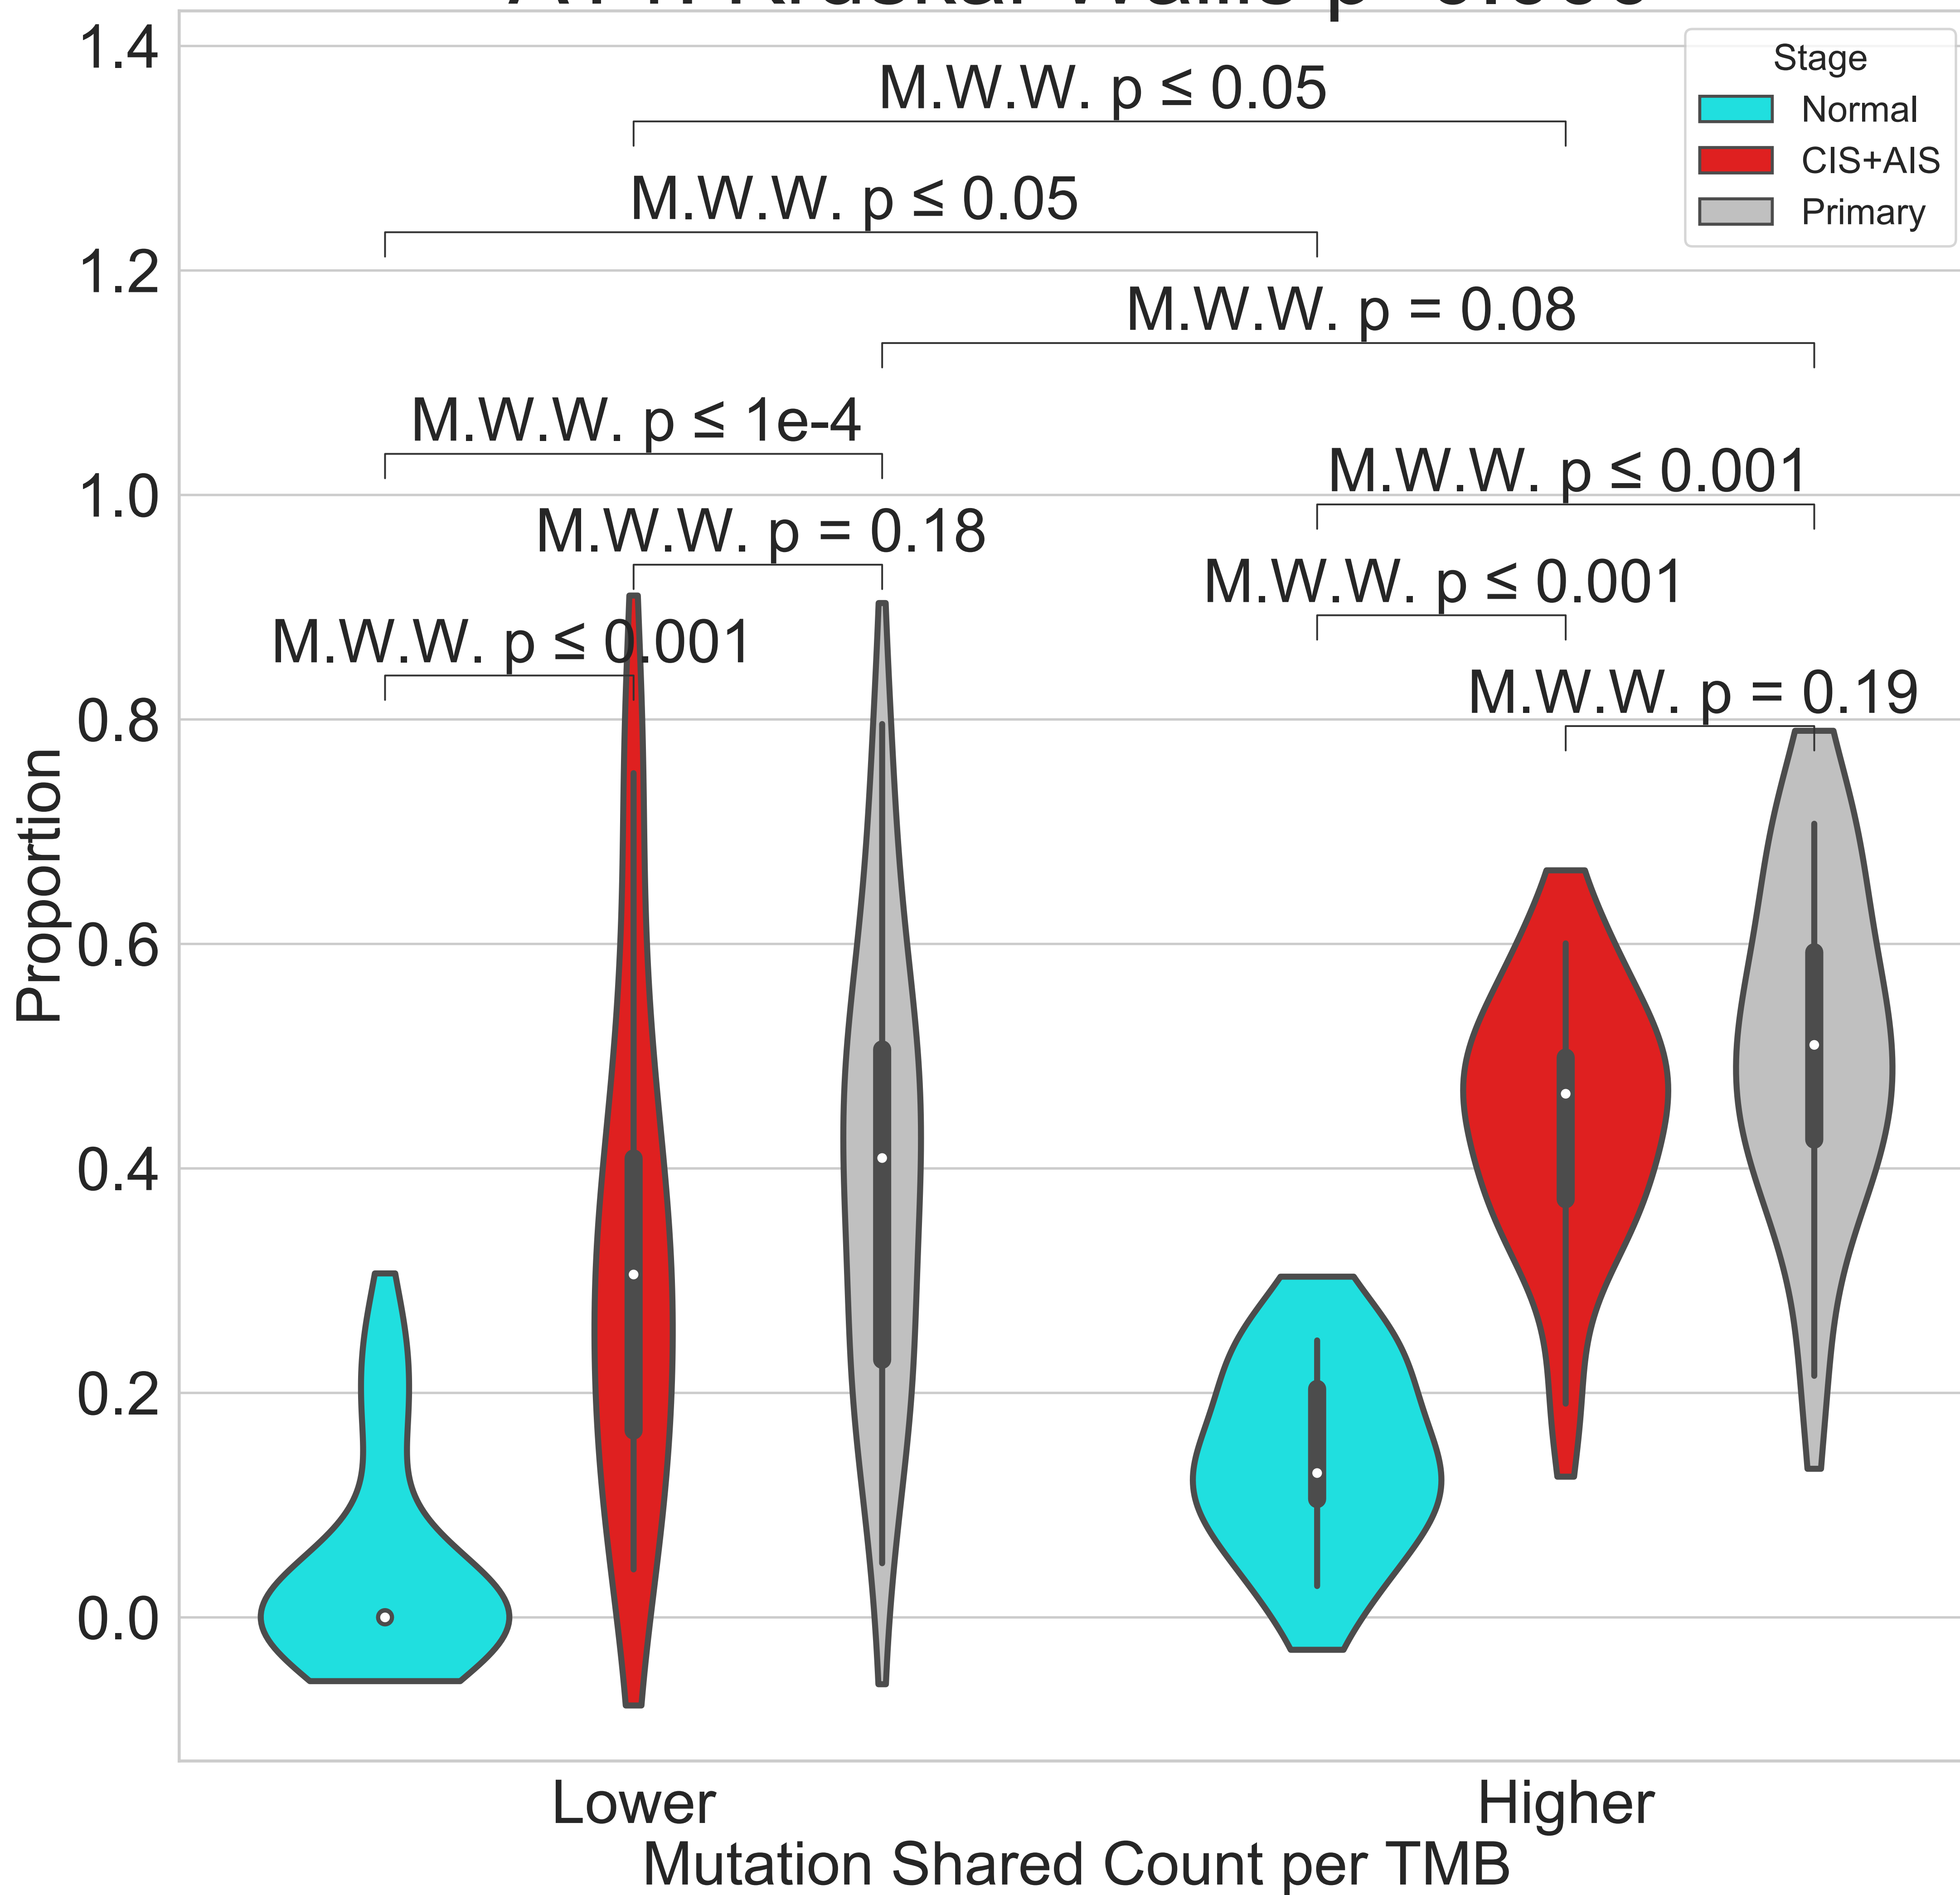 1.4
1.2
1.0
0.8
0.6
0.4
0.2
0.0
Proportion
M.W.W. p ≤ 0.05
M.W.W. p ≤ 0.05
M.W.W. p = 0.08
M.W.W. p ≤ 1e-4
M.W.W. p ≤ 0.001
M.W.W. p = 0.18
M.W.W. p ≤ 0.001
M.W.W. p ≤ 0.001
M.W.W. p = 0.19
Stage
Normal
CIS+AIS
Primary
Lower
Higher
Mutation Shared Count per TMB